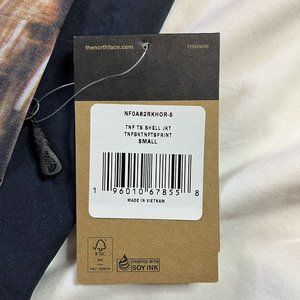 thenorthface.com
NF0A82RKHOR-S
TNF TS SHELL JKT
TNFBKTNFTSPRINT
SMALL
1 96010 67855 8
MADE IN VIETNAM
FSC
PRINTED WITH
SOY INK